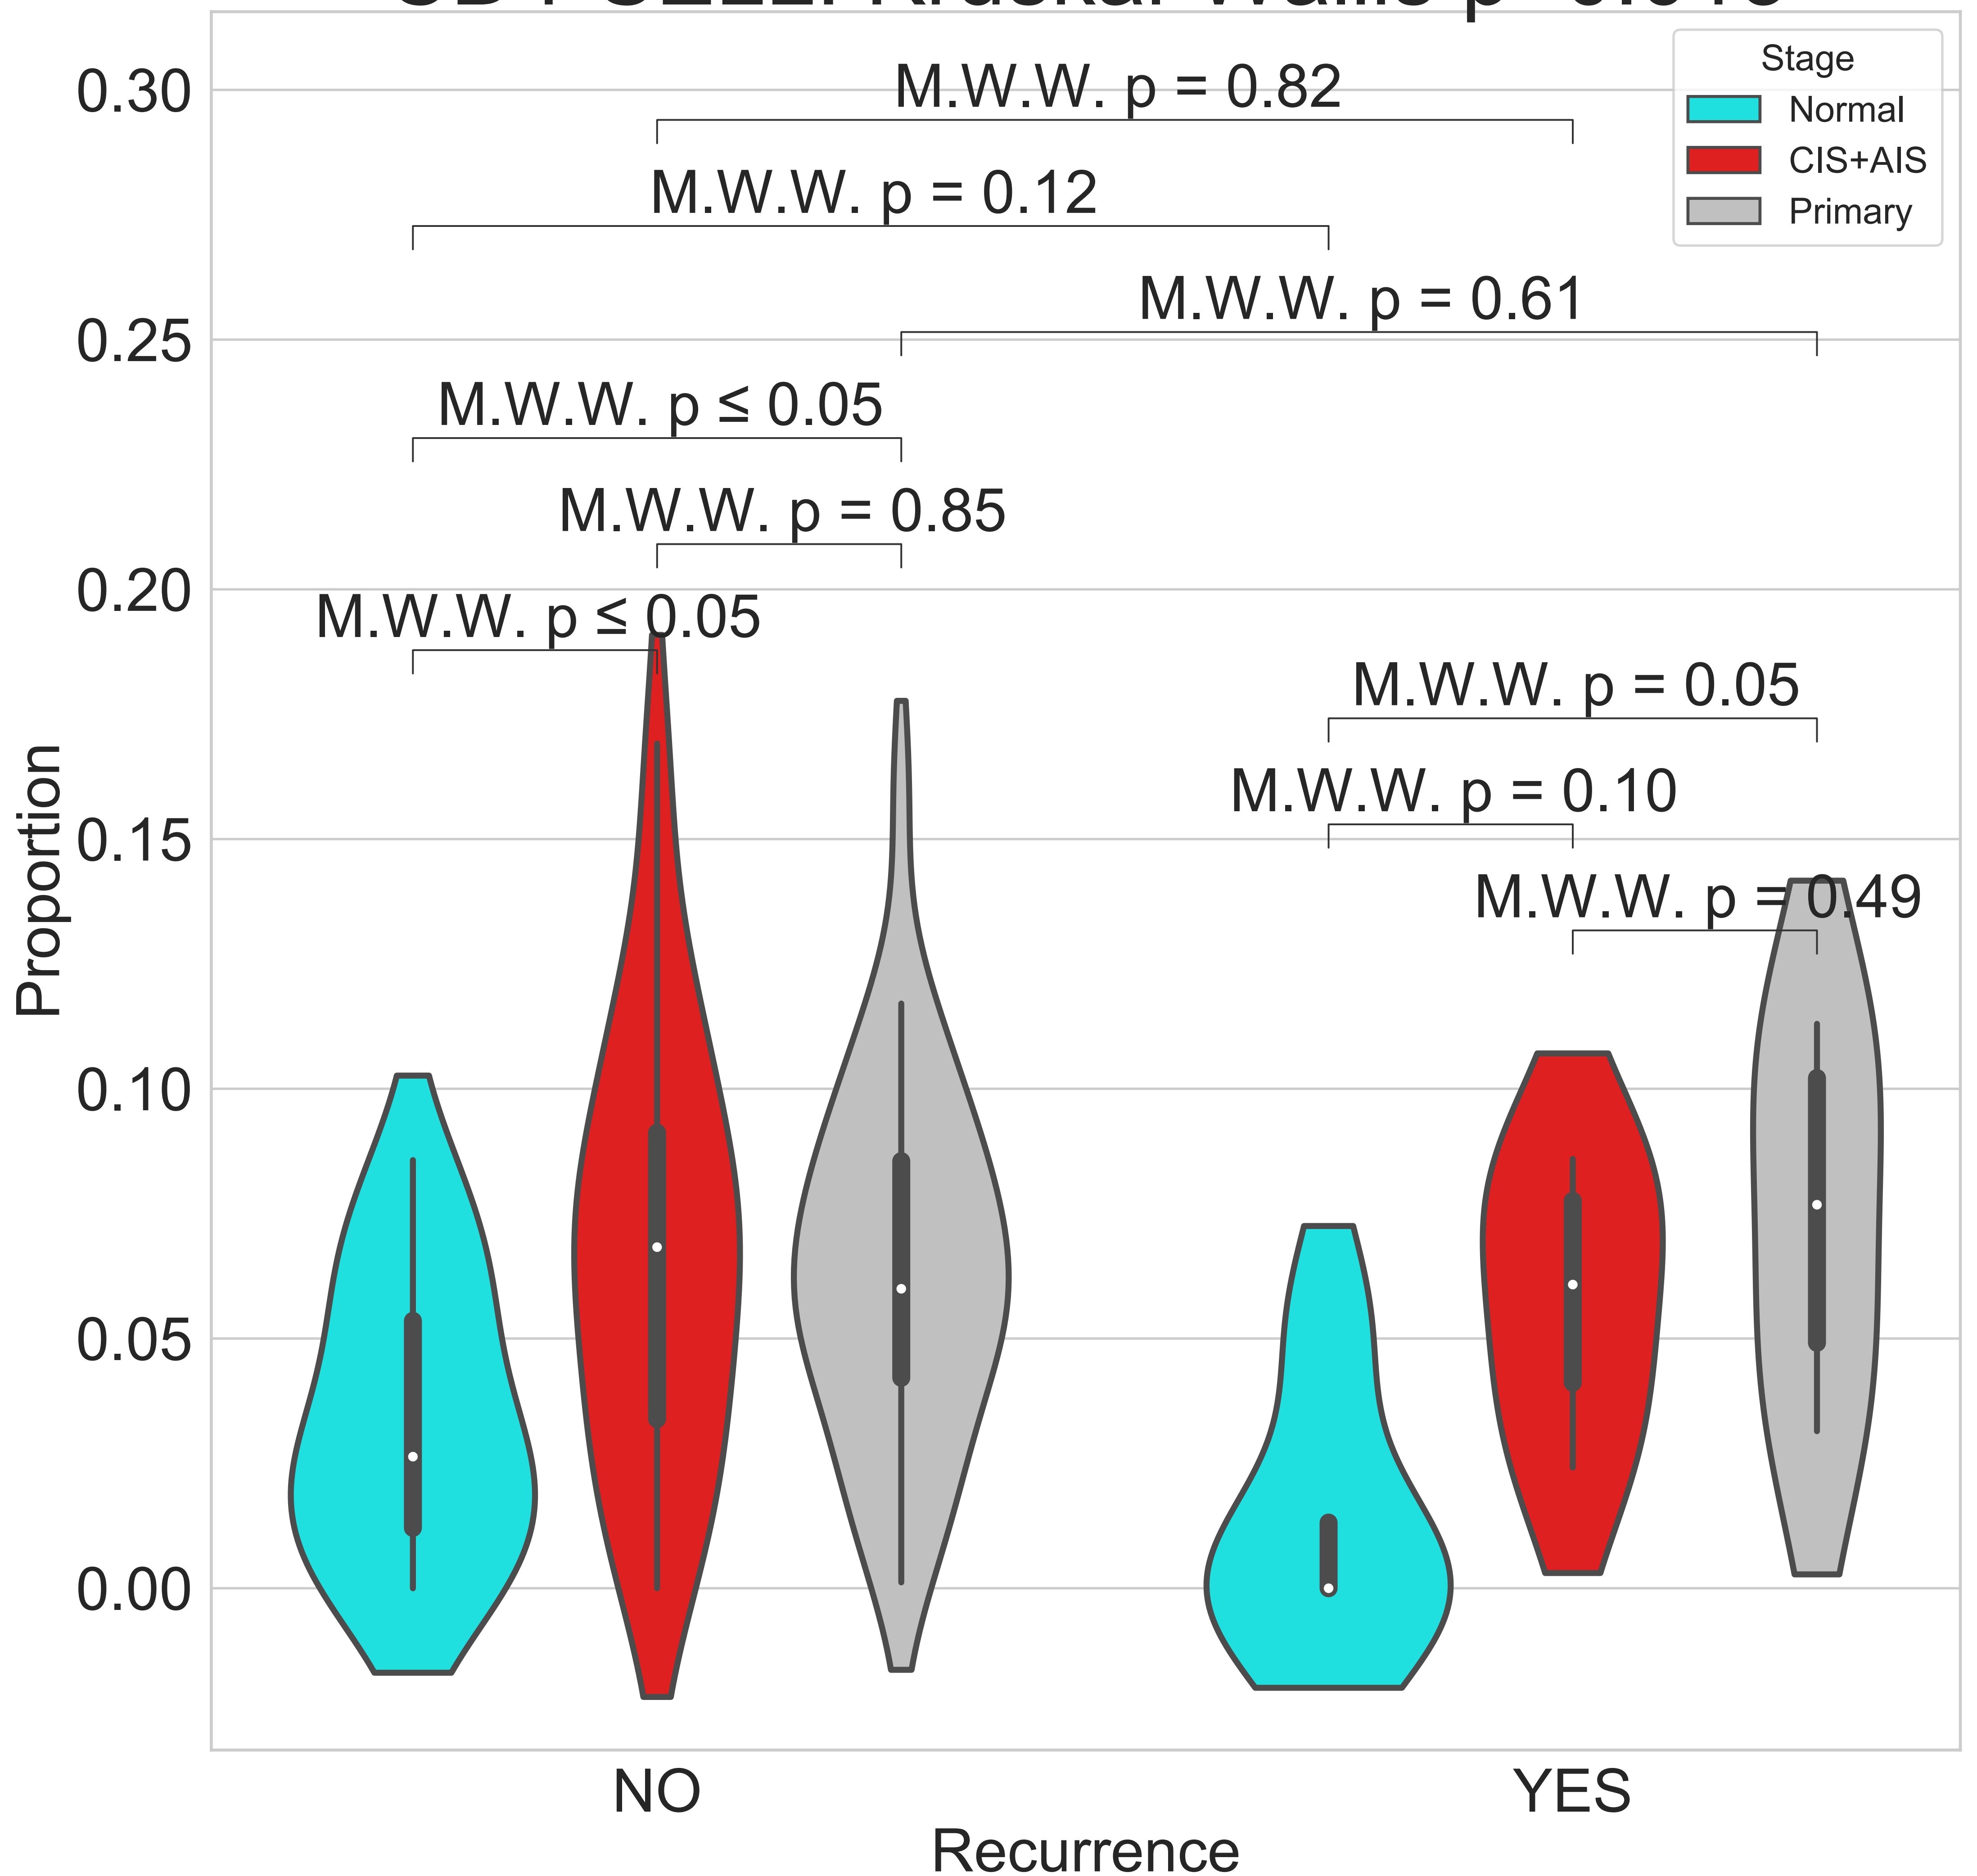 Stage
Normal
CIS+AIS
Primary
M.W.W. p = 0.82
M.W.W. p = 0.12
M.W.W. p = 0.61
M.W.W. p ≤ 0.05
M.W.W. p = 0.85
M.W.W. p ≤ 0.05
M.W.W. p = 0.05
M.W.W. p = 0.10
M.W.W. p = 0.49
0.30
0.25
0.20
0.15
0.10
0.05
0.00
Proportion
NO
YES
Recurrence